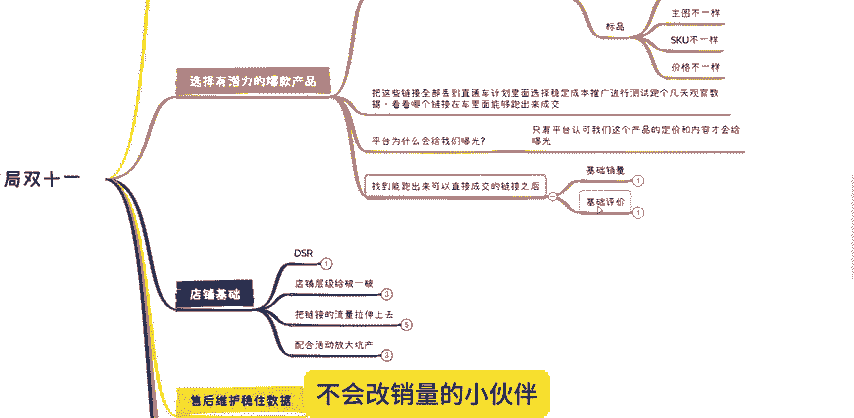 主图不一样
标品
SKU不一样
价格不一样
选择有潜力的爆款产品
把这些链接全部丢到直通车计划里面选择稳定成本推广进行测试跑个几天观察数
据,看看哪个链接在车里面能够跑出来成交
只有平台认可我们这个产品的定价和内容才会给
曝光
平台为什么会给我们曝光?
局双十一
找到能跑出来可以直接成交的链接之后
基础销量
1
基础评价
1
DSR
1
店铺基础
店铺层级给破一破
3
把链接的流量拉伸上去
5
配合活动放大坑产
3
售后维护稳住数据
不会改销量的小伙伴